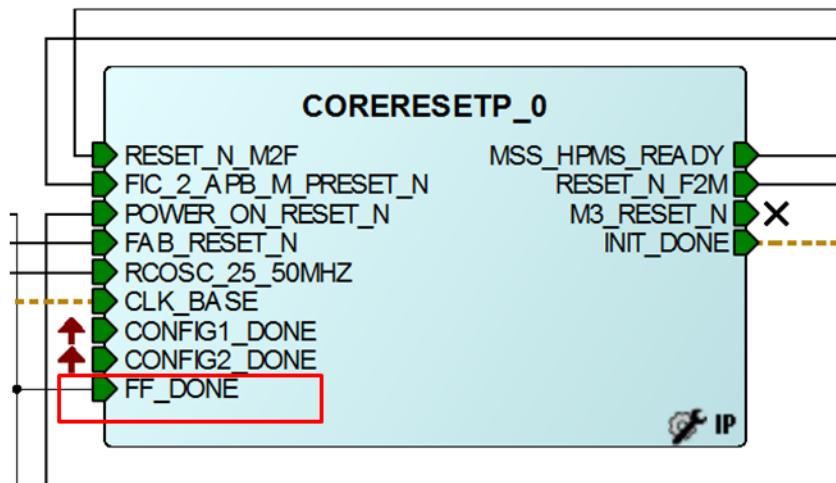 CORERESETP_0
RESET_N_M2F
FIC_2_APB_M_PRESET_N
POWER_ON_RESET_N
FAB_RESET_N
RCOSC_25_50MHZ
CLK_BASE
CONFIG1_DONE
CONFIG2_DONE
FF_DONE
MSS_HPMS_READY
RESET_N_F2M
M3_RESET_N
INIT_DONE
IP